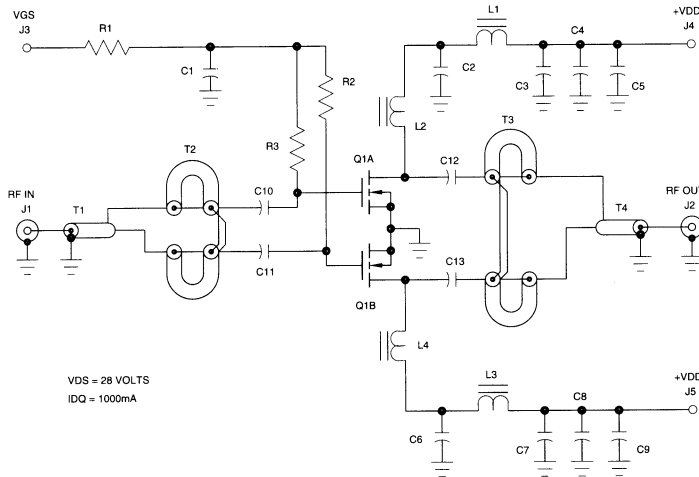 VGS
J3
R1
C1
R2
R3
L1
+VDD
J4
C2
C3
C4
C5
L2
T2
T3
Q1A
C12
C10
RF IN
J1
T1
C11
C13
Q1B
T4
RF OUT
J2
L4
L3
+VDD
J5
C6
C7
C8
C9
VDS = 28 VOLTS
IDQ = 1000mA